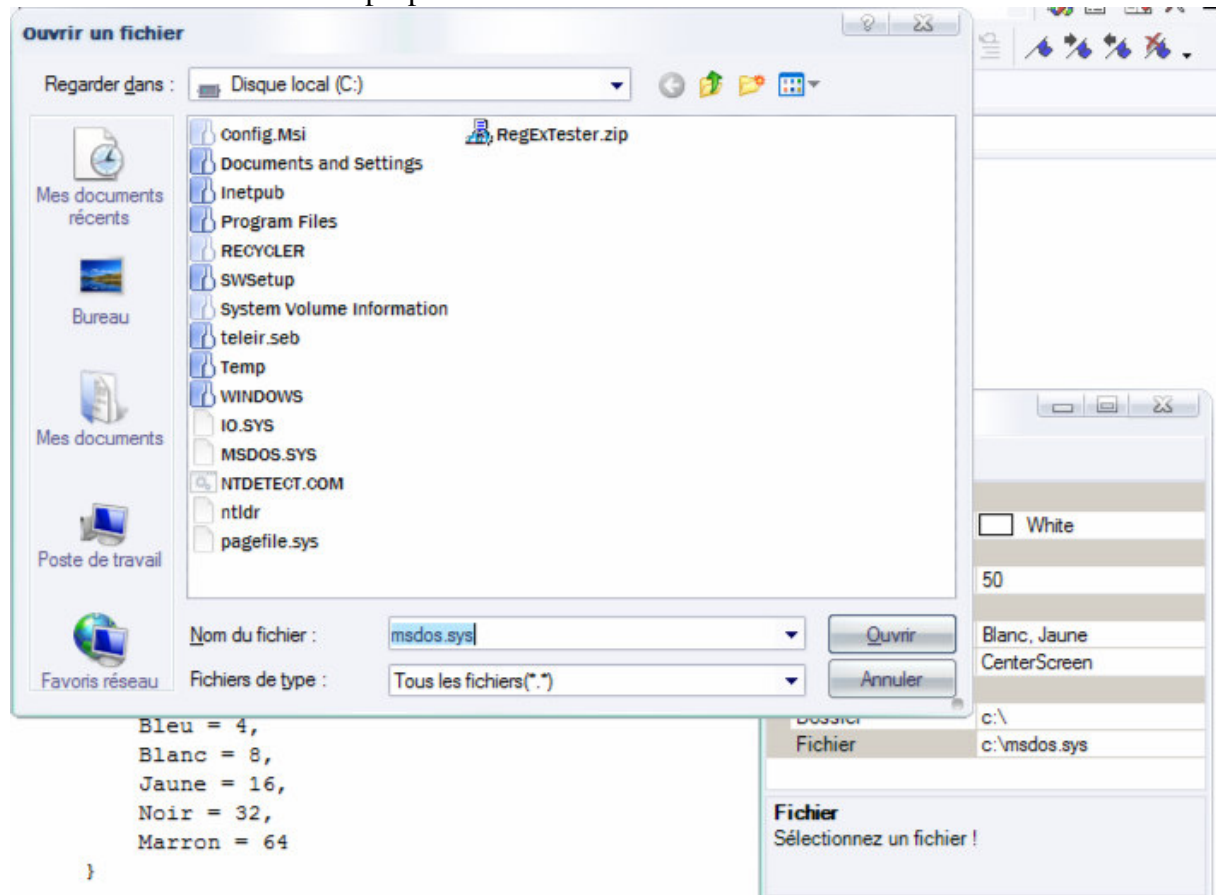 Ouvrir un fichier
Regarder dans :
Disque local (C:)
Mes documents récents
Bureau
Mes documents
Poste de travail
Favoris réseau
Config.Msi
Documents and Settings
Inetpub
Program Files
RECYCLER
SWSetup
System Volume Information
teleir.seb
Temp
WINDOWS
IO.SYS
MSDOS.SYS
NTDETECT.COM
ntldr
pagefile.sys
RegExTester.zip
Nom du fichier :
msdos.sys
Ouvrir
Fichiers de type :
Tous les fichiers(*.*)
Annuler
White
50
Blanc, Jaune
CenterScreen
Dossier c:\
Fichier c:\msdos.sys
Fichier
Sélectionnez un fichier !
Bleu = 4,
Blanc = 8,
Jaune = 16,
Noir = 32,
Marron = 64
}